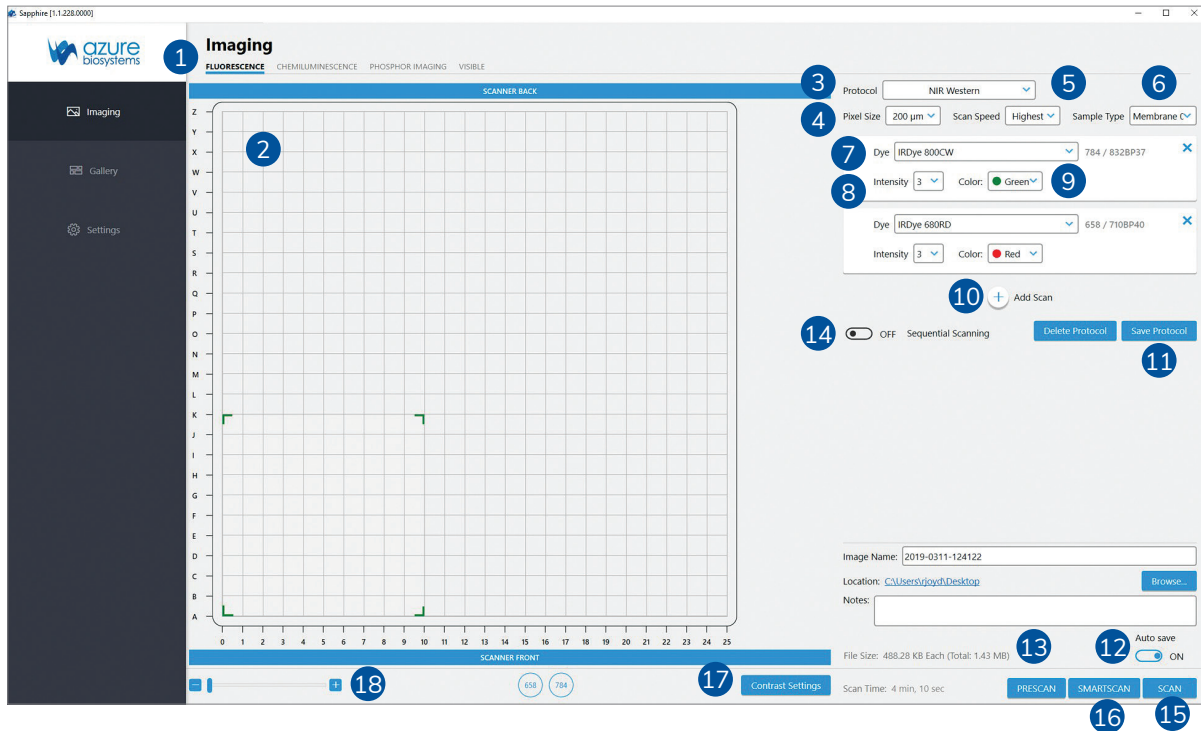 Sapphire [1.1.228.0000]
azure
biosystems
Imaging
Gallery
Settings
1
Imaging
FLUORESCENCE CHEMILUMINESCENCE PHOSPHOR IMAGING VISIBLE
SCANNER BACK
2
Z
Y
X
W
V
U
T
S
R
Q
P
O
N
M
L
K
J
I
H
G
F
E
D
C
B
A
0 1 2 3 4 5 6 7 8 9 10 11 12 13 14 15 16 17 18 19 20 21 22 23 24 25
SCANNER FRONT
18
658 784
17
Contrast Settings
3 Protocol NIR Western 5 6
4 Pixel Size 200 µm Scan Speed Highest Sample Type Membrane
7 Dye IRDye 800CW 784 / 832BP37
8 Intensity 3 Color: Green 9
Dye IRDye 680RD 658 / 710BP40
Intensity 3 Color: Red
10 Add Scan
14 OFF Sequential Scanning Delete Protocol Save Protocol
11
Image Name: 2019-0311-124122
Location: C:\Users\rjoyd\Desktop Browse...
Notes:
Auto save
File Size: 488.28 KB Each (Total: 1.43 MB) 13 12 ON
Scan Time: 4 min, 10 sec PRESCAN SMARTSCAN SCAN
16 15